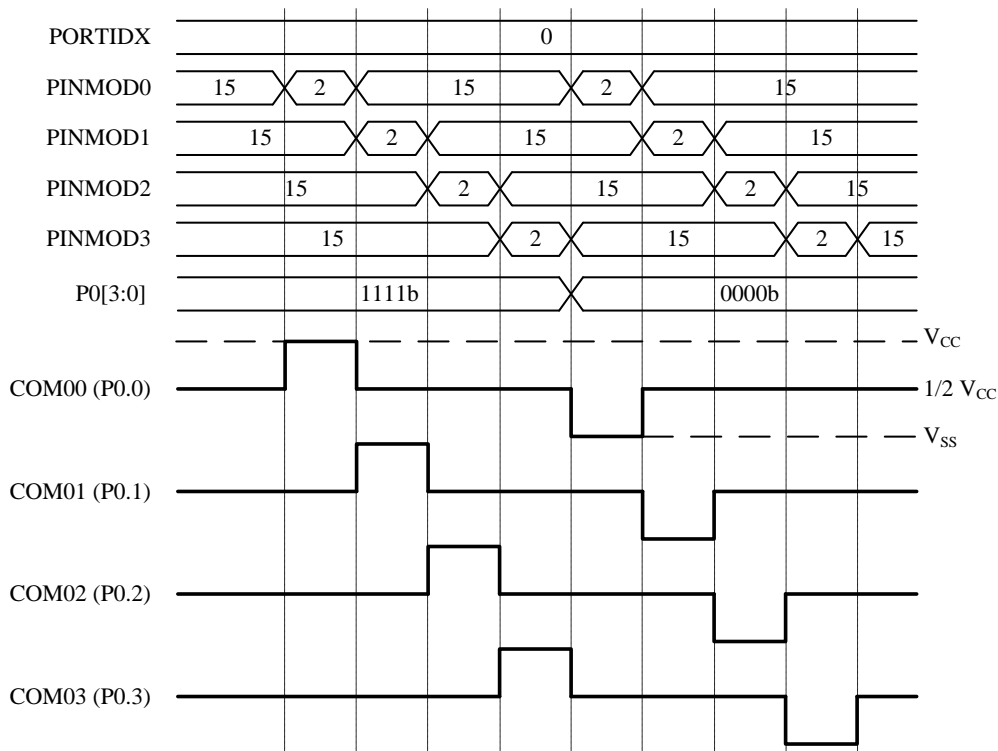 PORTIDX 0
PINMOD0 15 2 15 2 15
PINMOD1 15 2 15 2 15
PINMOD2 15 2 15 2 15
PINMOD3 15 2 15 2 15
P0[3:0] 1111b 0000b
VCC
COM00 (P0.0) 1/2 VCC
VSS
COM01 (P0.1)
COM02 (P0.2)
COM03 (P0.3)